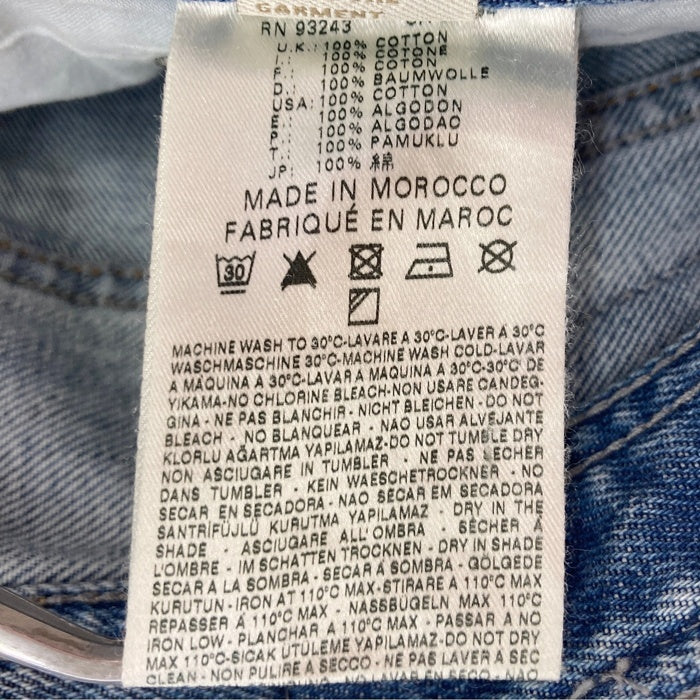 GARMENT
RN 93243
U.K.: 100% COTTON
I.: 100% COTONE
F.: 100% COTON
D.: 100% BAUMWOLLE
USA: 100% COTTON
E.: 100% ALGODON
P.: 100% ALGODAO
T.: 100% PAMUKLU
JP: 100% 綿
MADE IN MOROCCO
FABRIQUÉ EN MAROC
30
MACHINE WASH TO 30°C-LAVARE A 30°C-LAVER A 30°C
WASCHMASCHINE 30°C-MACHINE WASH COLD-LAVAR
A MAQUINA A 30°C-LAVAR A MAQUINA A 30°C-30°C DE
YIKAMA-NO CHLORINE BLEACH-NON USARE CANDEG-
GINA - NE PAS BLANCHIR - NICHT BLEICHEN - DO NOT
BLEACH - NO BLANQUEAR - NAO USAR ALVEJANTE
KLORLU AĞARTMA YAPILAMAZ-DO NOT TUMBLE DRY
NON ASCIUGARE IN TUMBLER - NE PAS SECHER
DANS TUMBLER - KEIN WAESCHETROCKNER - NO
SECAR EN SECADORA - NAO SECAR EM SECADORA
SANTRİFÜJLÜ KURUTMA YAPILAMAZ - DRY IN THE
SHADE - ASCIUGARE ALL'OMBRA - SÉCHER Á
L'OMBRE - IM SCHATTEN TROCKNEN - DRY IN SHADE
SECAR A LA SOMBRA - SECAR Á SOMBRA - GÖLGEDE
KURUTUN - IRON AT 110°C MAX-STIRARE A 110°C MAX
REPASSER Á 110°C MAX - NASSBÜGELN MAX 110°C
IRON LOW - PLANCHAR A 110°C MAX - PASSAR A NO
MAX 110°C-SICAK ÜTÜLEME YAPILAMAZ-DO NOT DRY
CLEAN - NON PULIRE A SECCO - NE PAS LAVER A SEC